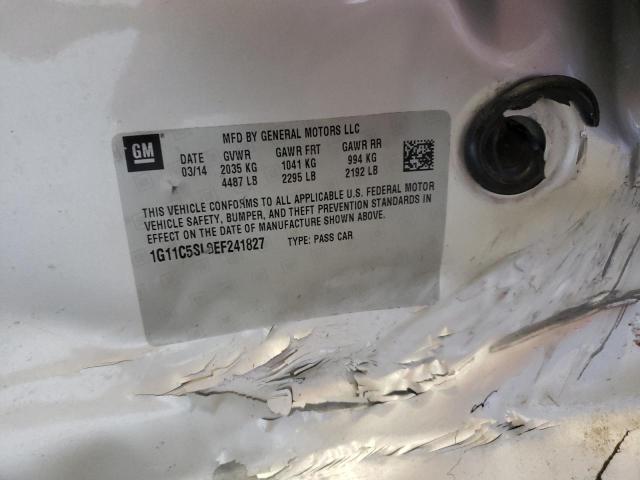 GM
MFD BY GENERAL MOTORS LLC
DATE GVWR GAWR FRT GAWR RR
03/14 2035 KG 1041 KG 994 KG
4487 LB 2295 LB 2192 LB
THIS VEHICLE CONFORMS TO ALL APPLICABLE U.S. FEDERAL MOTOR
VEHICLE SAFETY, BUMPER, AND THEFT PREVENTION STANDARDS IN
EFFECT ON THE DATE OF MANUFACTURE SHOWN ABOVE.
1G11C5SL9EF241827 TYPE: PASS CAR